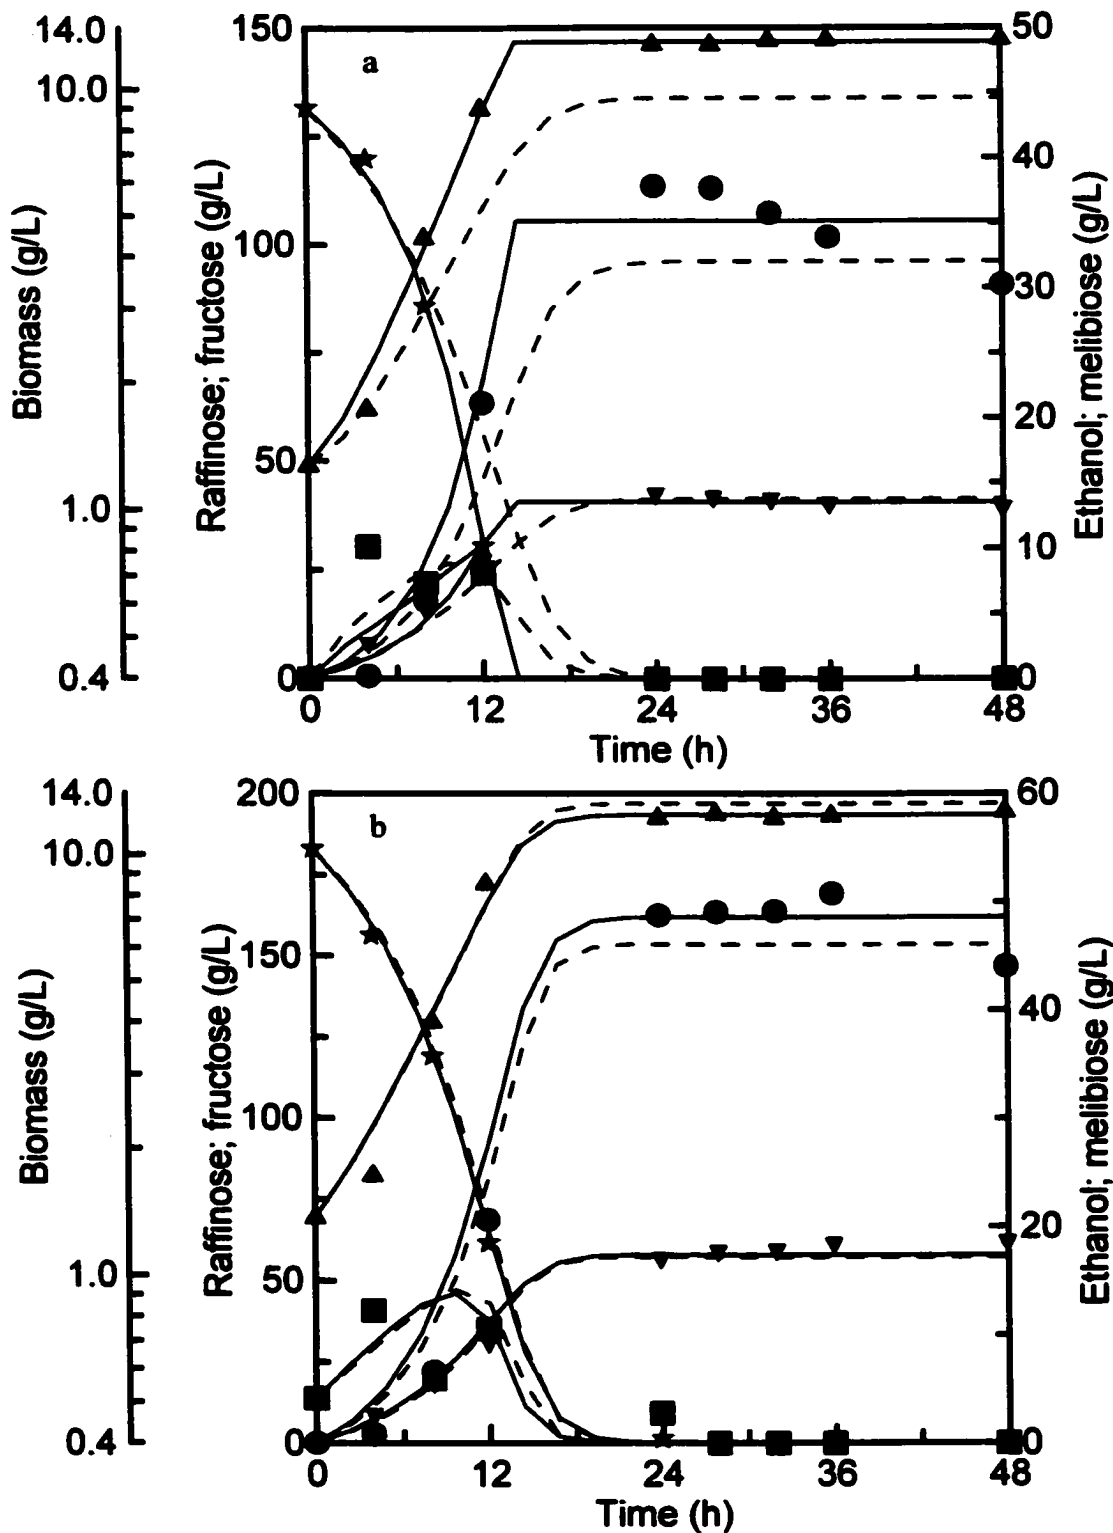 a
14.0
10.0
1.0
0.4
Biomass (g/L)
150
100
50
0
Raffinose; fructose (g/L)
50
40
30
20
10
0
Ethanol; melibiose (g/L)
0 12 24 36 48
Time (h)
b
14.0
10.0
1.0
0.4
Biomass (g/L)
200
150
100
50
0
Raffinose; fructose (g/L)
60
40
20
0
Ethanol; melibiose (g/L)
0 12 24 36 48
Time (h)